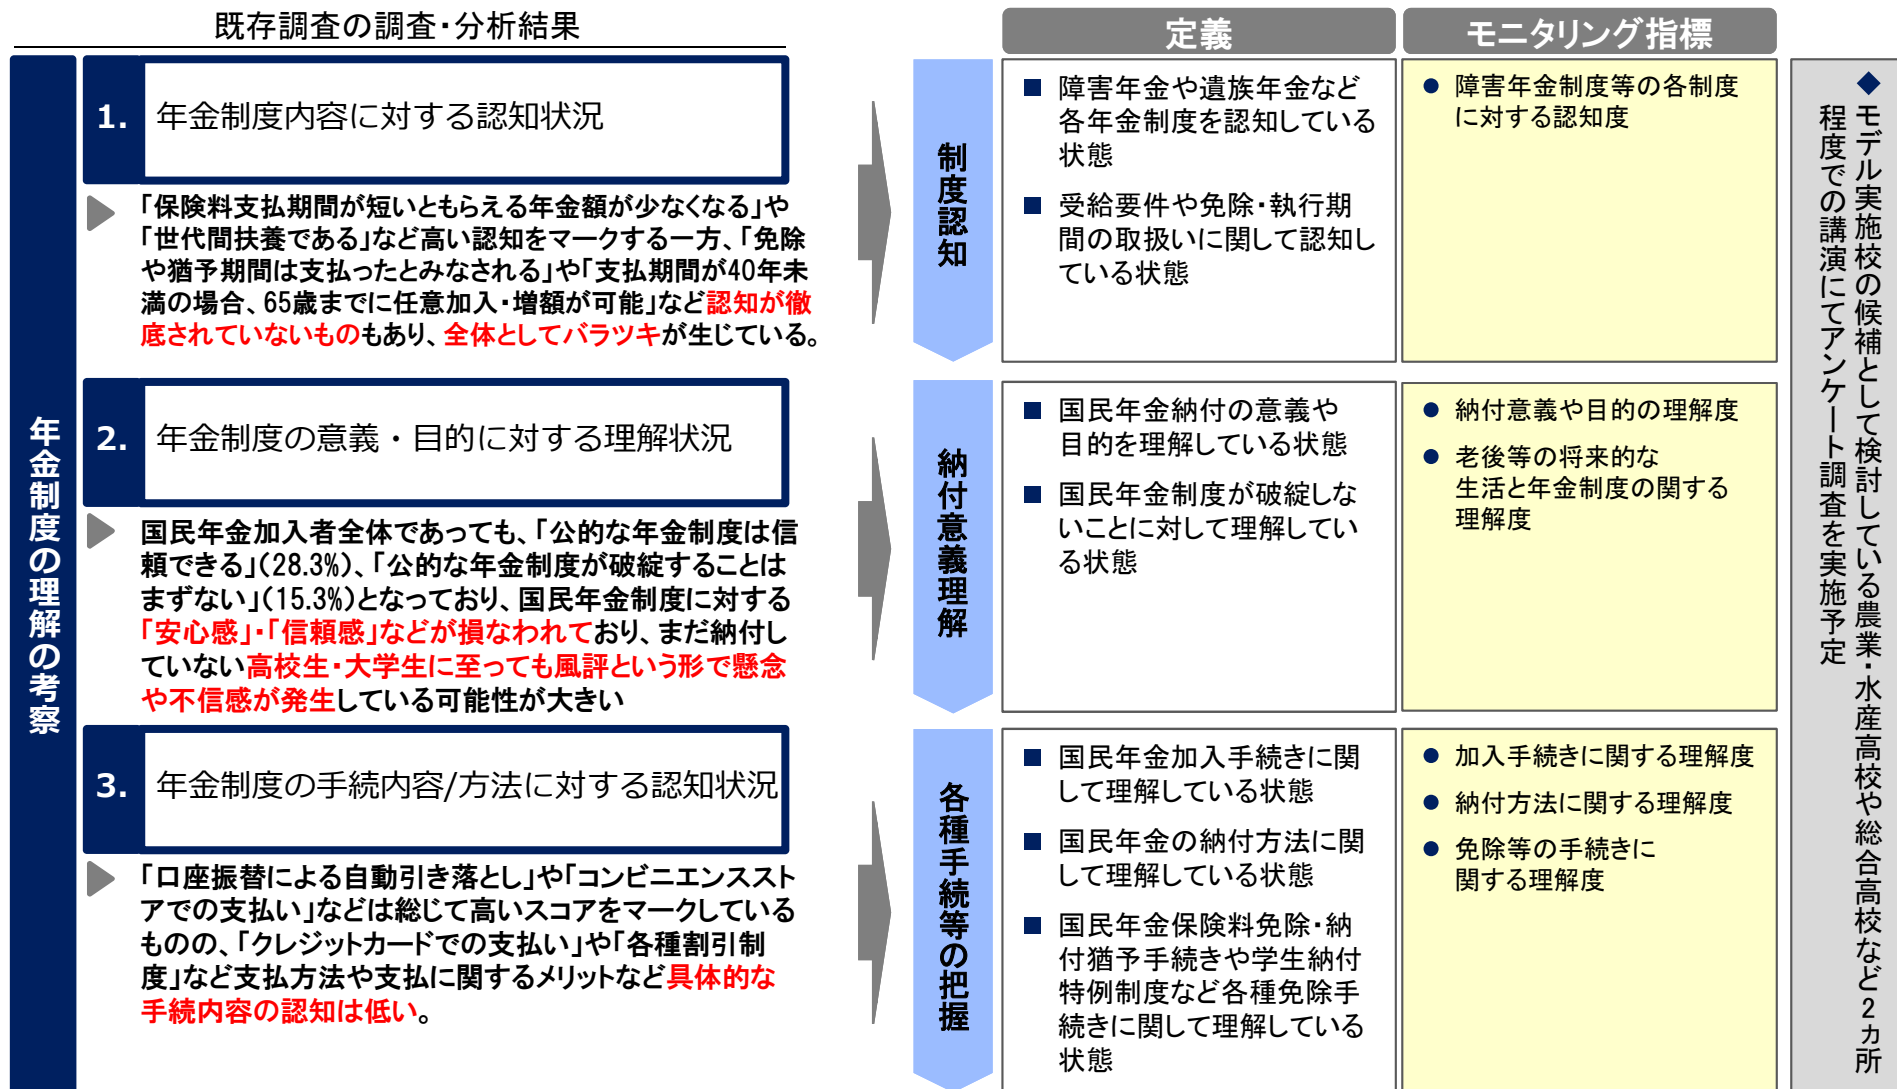 既存調査の調査・分析結果
年金制度の理解の考察
1.
年金制度内容に対する認知状況
「保険料支払期間が短いともらえる年金額が少なくなる」や
「世代間扶養である」など高い認知をマークする一方、「免除
や猶予期間は支払ったとみなされる」や「支払期間が40年未
満の場合、65歳までに任意加入・増額が可能」など認知が徹
底されていないものもあり、全体としてバラツキが生じている。
2.
年金制度の意義・目的に対する理解状況
国民年金加入者全体であっても、「公的な年金制度は信
頼できる」(28.3%)、「公的な年金制度が破綻することは
まずない」(15.3%)となっており、国民年金制度に対する
「安心感」・「信頼感」などが損なわれており、まだ納付し
ていない高校生・大学生に至っても風評という形で懸念
や不信感が発生している可能性が大きい
3.
年金制度の手続内容/方法に対する認知状況
「口座振替による自動引き落とし」や「コンビニエンススト
アでの支払い」などは総じて高いスコアをマークしている
ものの、「クレジットカードでの支払い」や「各種割引制
度」など支払方法や支払に関するメリットなど具体的な
手続内容の認知は低い。
定義
モニタリング指標
制度認知
■ 障害年金や遺族年金など
各年金制度を認知している
状態
■ 受給要件や免除・執行期
間の取扱いに関して認知し
ている状態
● 障害年金制度等の各制度
に対する認知度
納付意義理解
■ 国民年金納付の意義や
目的を理解している状態
■ 国民年金制度が破綻しな
いことに対して理解してい
る状態
● 納付意義や目的の理解度
● 老後等の将来的な
生活と年金制度の関する
理解度
各種手続等の把握
■ 国民年金加入手続きに関
して理解している状態
■ 国民年金の納付方法に関
して理解している状態
■ 国民年金保険料免除・納
付猶予手続きや学生納付
特例制度など各種免除手
続きに関して理解している
状態
● 加入手続きに関する理解度
● 納付方法に関する理解度
● 免除等の手続きに
関する理解度
◆モデル実施校の候補として検討している農業・水産高校や総合高校など2カ所
程度での講演にてアンケート調査を実施予定